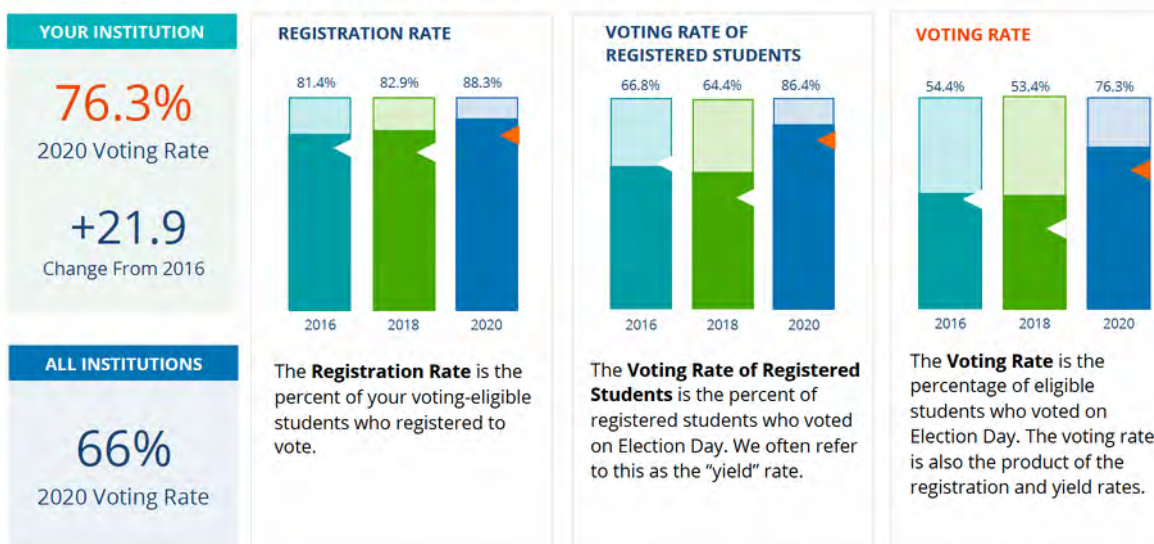 YOUR INSTITUTION
76.3%
2020 Voting Rate
+21.9
Change From 2016
ALL INSTITUTIONS
66%
2020 Voting Rate
REGISTRATION RATE
81.4% 82.9% 88.3%
2016 2018 2020
The Registration Rate is the
percent of your voting-eligible
students who registered to
vote.
VOTING RATE OF
REGISTERED STUDENTS
66.8% 64.4% 86.4%
2016 2018 2020
The Voting Rate of Registered
Students is the percent of
registered students who voted
on Election Day. We often refer
to this as the “yield” rate.
VOTING RATE
54.4% 53.4% 76.3%
2016 2018 2020
The Voting Rate is the
percentage of eligible
students who voted on
Election Day. The voting rate
is also the product of the
registration and yield rates.